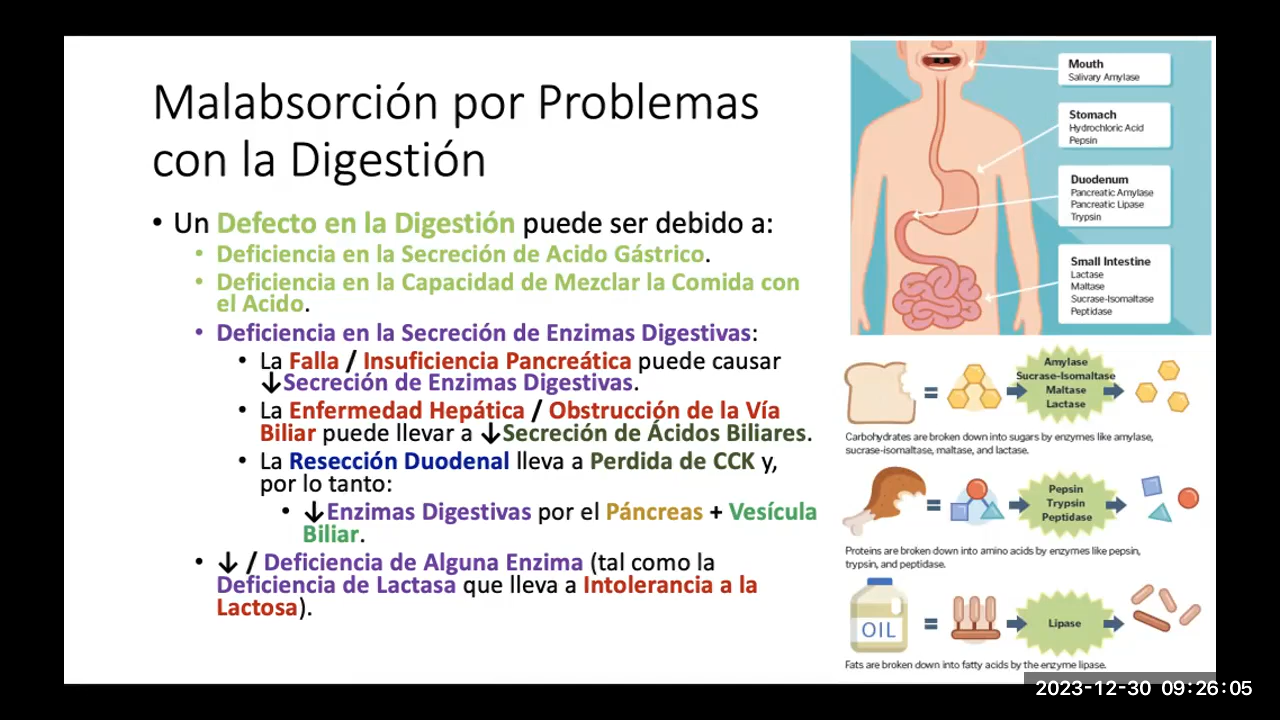 Malabsorción por Problemas
con la Digestión
• Un Defecto en la Digestión puede ser debido a:
• Deficiencia en la Secreción de Acido Gástrico.
• Deficiencia en la Capacidad de Mezclar la Comida con
el Acido.
• Deficiencia en la Secreción de Enzimas Digestivas:
• La Falla / Insuficiencia Pancreática puede causar
↓Secreción de Enzimas Digestivas.
• La Enfermedad Hepática / Obstrucción de la Vía
Biliar puede llevar a ↓Secreción de Ácidos Biliares.
• La Resección Duodenal lleva a Perdida de CCK y,
por lo tanto:
• ↓Enzimas Digestivas por el Páncreas + Vesícula
Biliar.
• ↓ / Deficiencia de Alguna Enzima (tal como la
Deficiencia de Lactasa que lleva a Intolerancia a la
Lactosa).
Mouth
Salivary Amylase
Stomach
Hydrochloric Acid
Pepsin
Duodenum
Pancreatic Amylase
Pancreatic Lipase
Trypsin
Small Intestine
Lactase
Maltase
Sucrase-Isomaltase
Peptidase
=
Amylase
Sucrase-Isomaltase
Maltase
Lactase
Carbohydrates are broken down into sugars by enzymes like amylase,
sucrase-isomaltase, maltase, and lactase.
=
Pepsin
Trypsin
Peptidase
Proteins are broken down into amino acids by enzymes like pepsin,
trypsin, and peptidase.
OIL
=
Lipase
Fats are broken down into fatty acids by the enzyme lipase.
2023-12-30 09:26:05